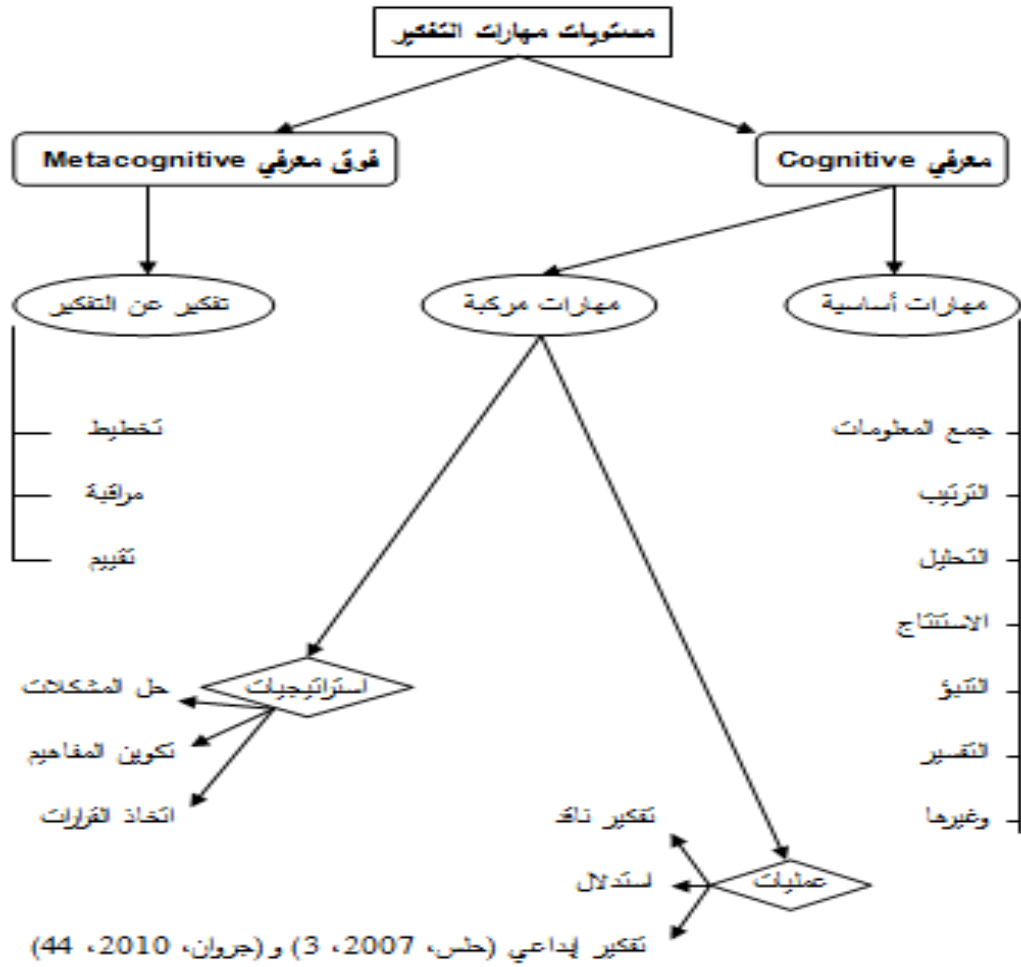 مستويات مهارات التفكير
معرفي Cognitive
فوق معرفي Metacognitive
مهارات أساسية
مهارات مركبة
تفكير عن التفكير
جمع المعلومات
الترتيب
التحليل
الاستنتاج
التنبؤ
التفسير
وغيرها
تخطيط
مراقبة
تقييم
استراتيجيات
حل المشكلات
تكوين المفاهيم
اتخاذ القرارات
عمليات
تفكير ناقد
استدلال
تفكير إبداعي (حلس، 2007، 3) و (جروان، 2010، 44)